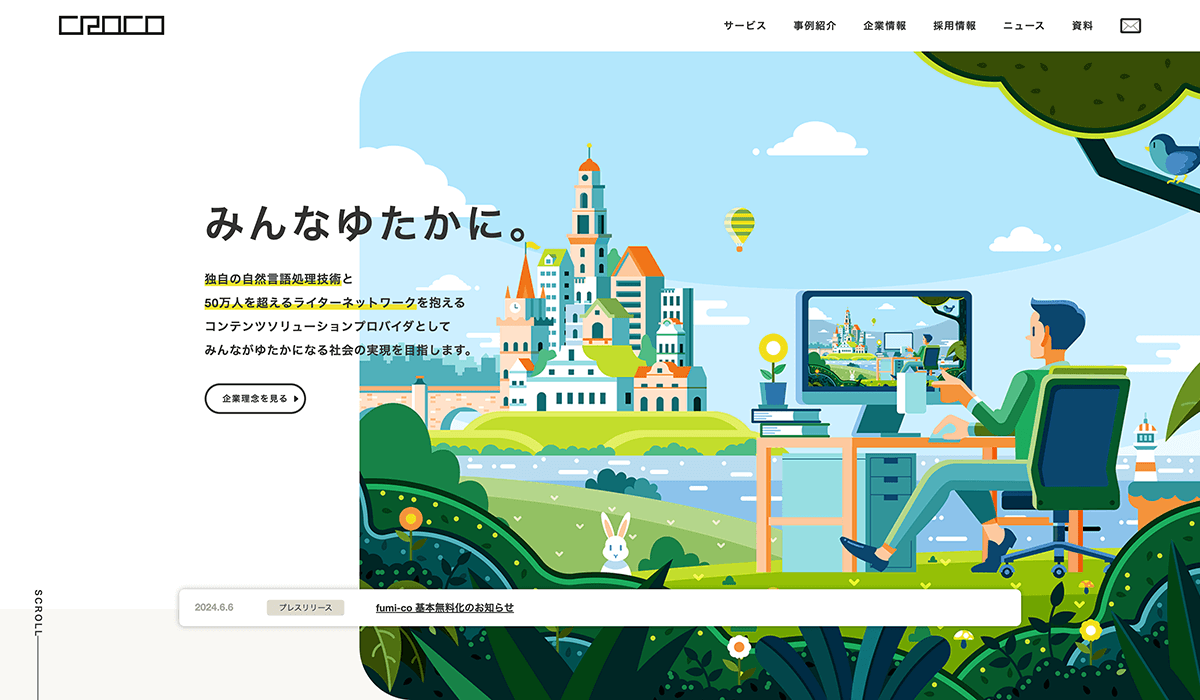 CROCO
サービス
事例紹介
企業情報
採用情報
ニュース
資料
みんなゆたかに。
独自の自然言語処理技術と
50万人を超えるライターネットワークを抱える
コンテンツソリューションプロバイダとして
みんながゆたかになる社会の実現を目指します。
企業理念を見る
SCROLL
2024.6.6 プレスリリース fumi-co 基本無料化のお知らせ